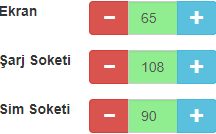 Ekran − 65 +
Şarj Soketi − 108 +
Sim Soketi − 90 +